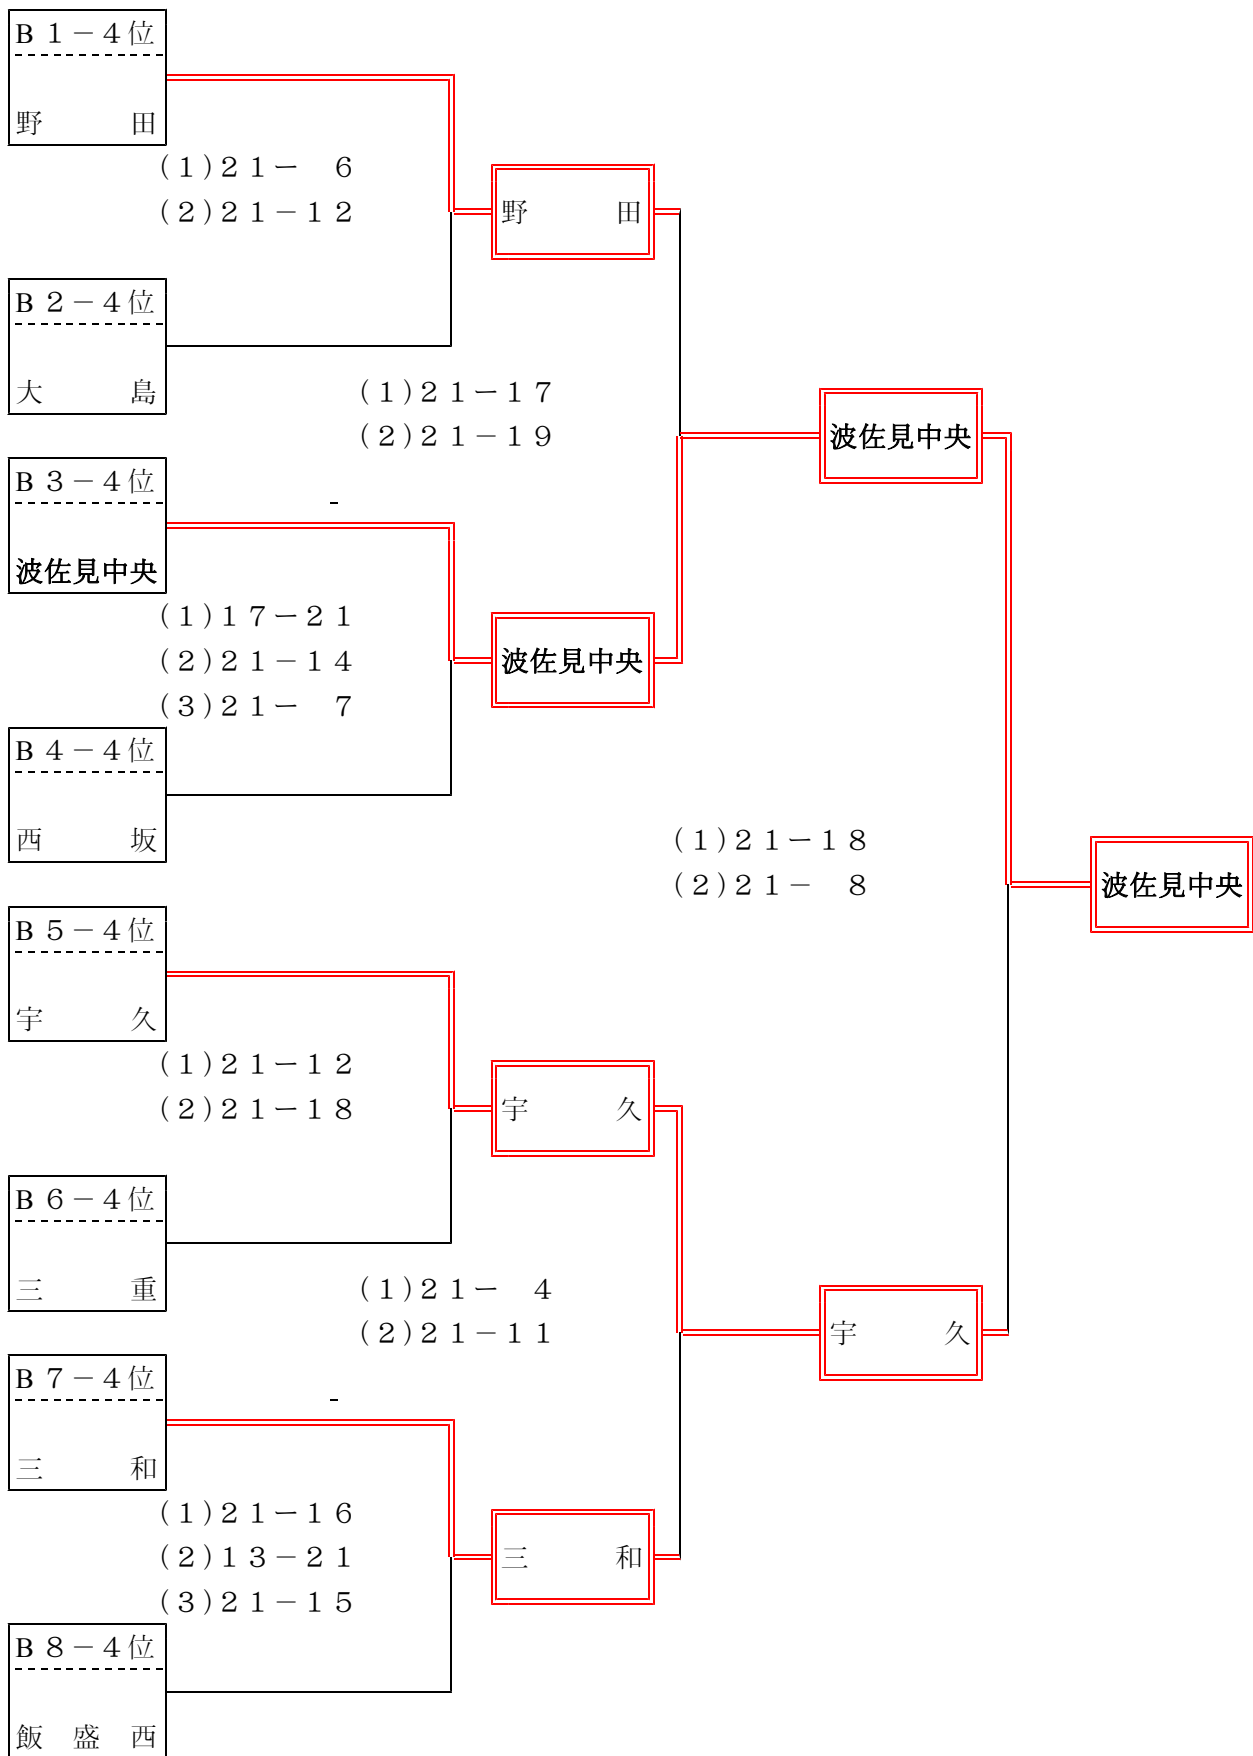 B１－４位
野　　田
(1)２１－　６
(2)２１－１２
野　　田
B２－４位
大　　島
(1)２１－１７
(2)２１－１９
波佐見中央
B３－４位
-
波佐見中央
(1)１７－２１
(2)２１－１４
(3)２１－　７
波佐見中央
B４－４位
西　　坂
(1)２１－１８
(2)２１－　８
波佐見中央
B５－４位
宇　　久
(1)２１－１２
(2)２１－１８
宇　　久
B６－４位
三　　重
(1)２１－　４
(2)２１－１１
宇　　久
B７－４位
-
三　　和
(1)２１－１６
(2)１３－２１
(3)２１－１５
三　　和
B８－４位
飯　盛　西